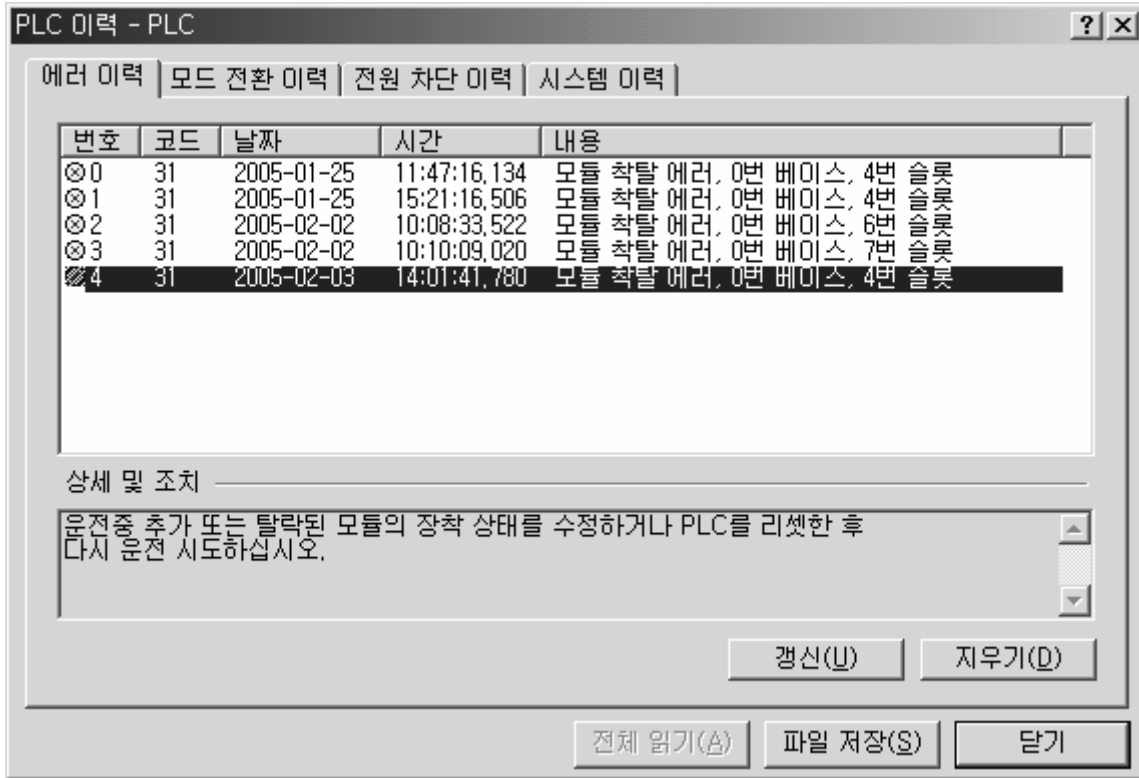 PLC 이력 - PLC
에러 이력 모드 전환 이력 전원 차단 이력 시스템 이력
번호 코드 날짜 시간 내용
0 31 2005-01-25 11:47:16,134 모듈 착탈 에러, 0번 베이스, 4번 슬롯
1 31 2005-01-25 15:21:16,506 모듈 착탈 에러, 0번 베이스, 4번 슬롯
2 31 2005-02-02 10:08:33,522 모듈 착탈 에러, 0번 베이스, 6번 슬롯
3 31 2005-02-02 10:10:09,020 모듈 착탈 에러, 0번 베이스, 7번 슬롯
4 31 2005-02-03 14:01:41,780 모듈 착탈 에러, 0번 베이스, 4번 슬롯
상세 및 조치
운전중 추가 또는 탈락된 모듈의 장착 상태를 수정하거나 PLC를 리셋한 후
다시 운전 시도하십시오.
갱신(U) 지우기(D)
전체 읽기(A) 파일 저장(S) 닫기